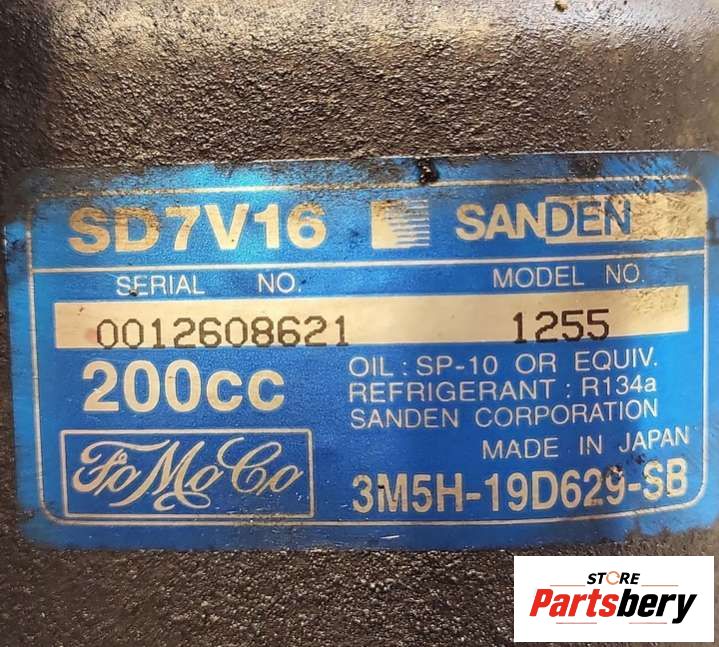 SD7V16 SANDEN
SERIAL NO. MODEL NO.
0012608621 1255
200cc
OIL : SP-10 OR EQUIV.
REFRIGERANT : R134a
SANDEN CORPORATION
MADE IN JAPAN
FoMoCo
3M5H-19D629-SB
STORE
Partsbery